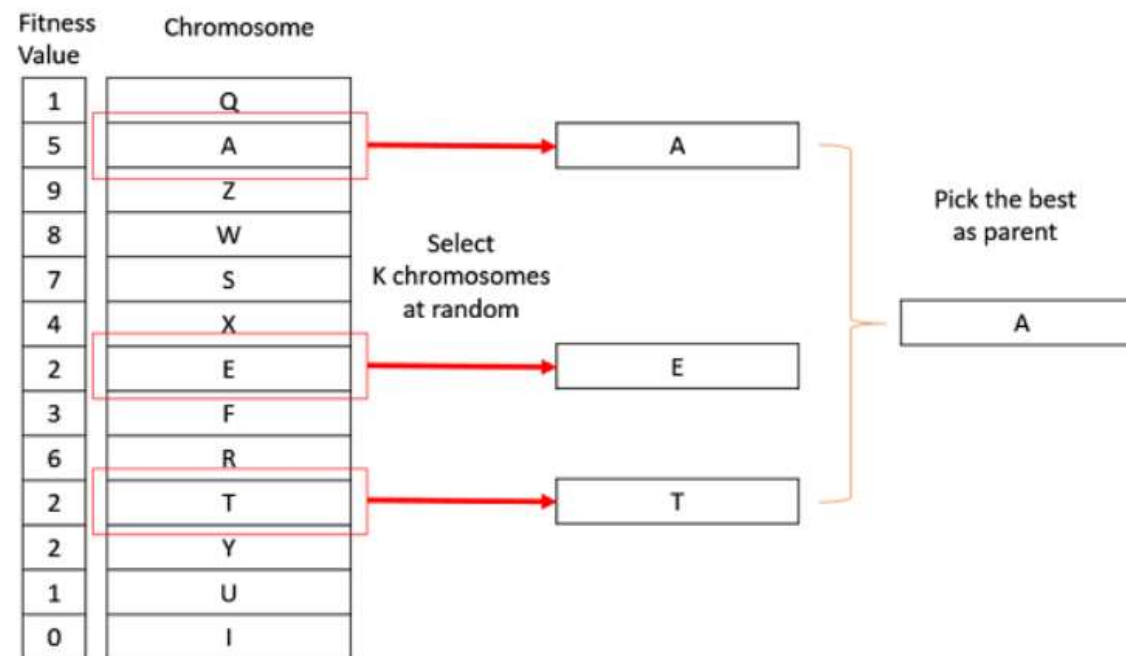 Fitness
Value
Chromosome
1 Q
5 A
9 Z
8 W
7 S
4 X
2 E
3 F
6 R
2 T
2 Y
1 U
0 I
A
Select
K chromosomes
at random
E
T
Pick the best
as parent
A